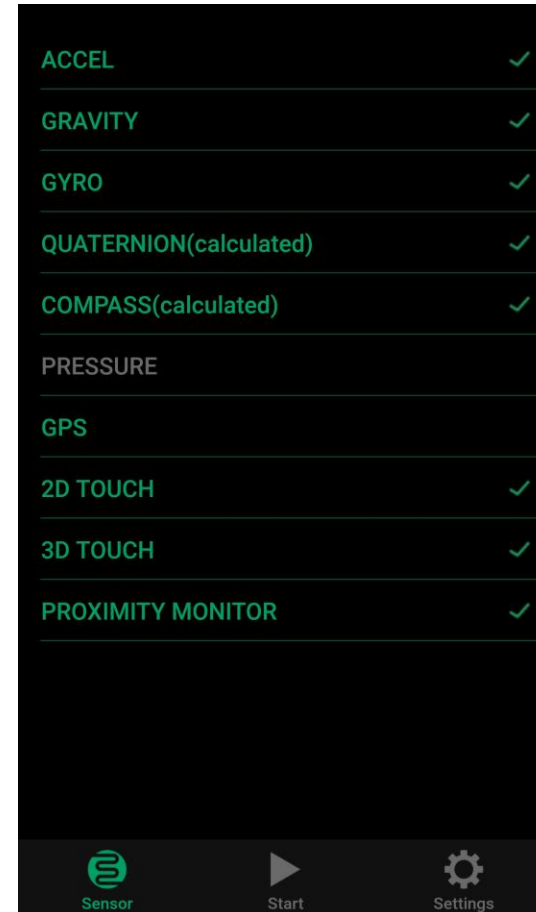 ACCEL
GRAVITY
GYRO
QUATERNION(calculated)
COMPASS(calculated)
PRESSURE
GPS
2D TOUCH
3D TOUCH
PROXIMITY MONITOR
Sensor Start Settings